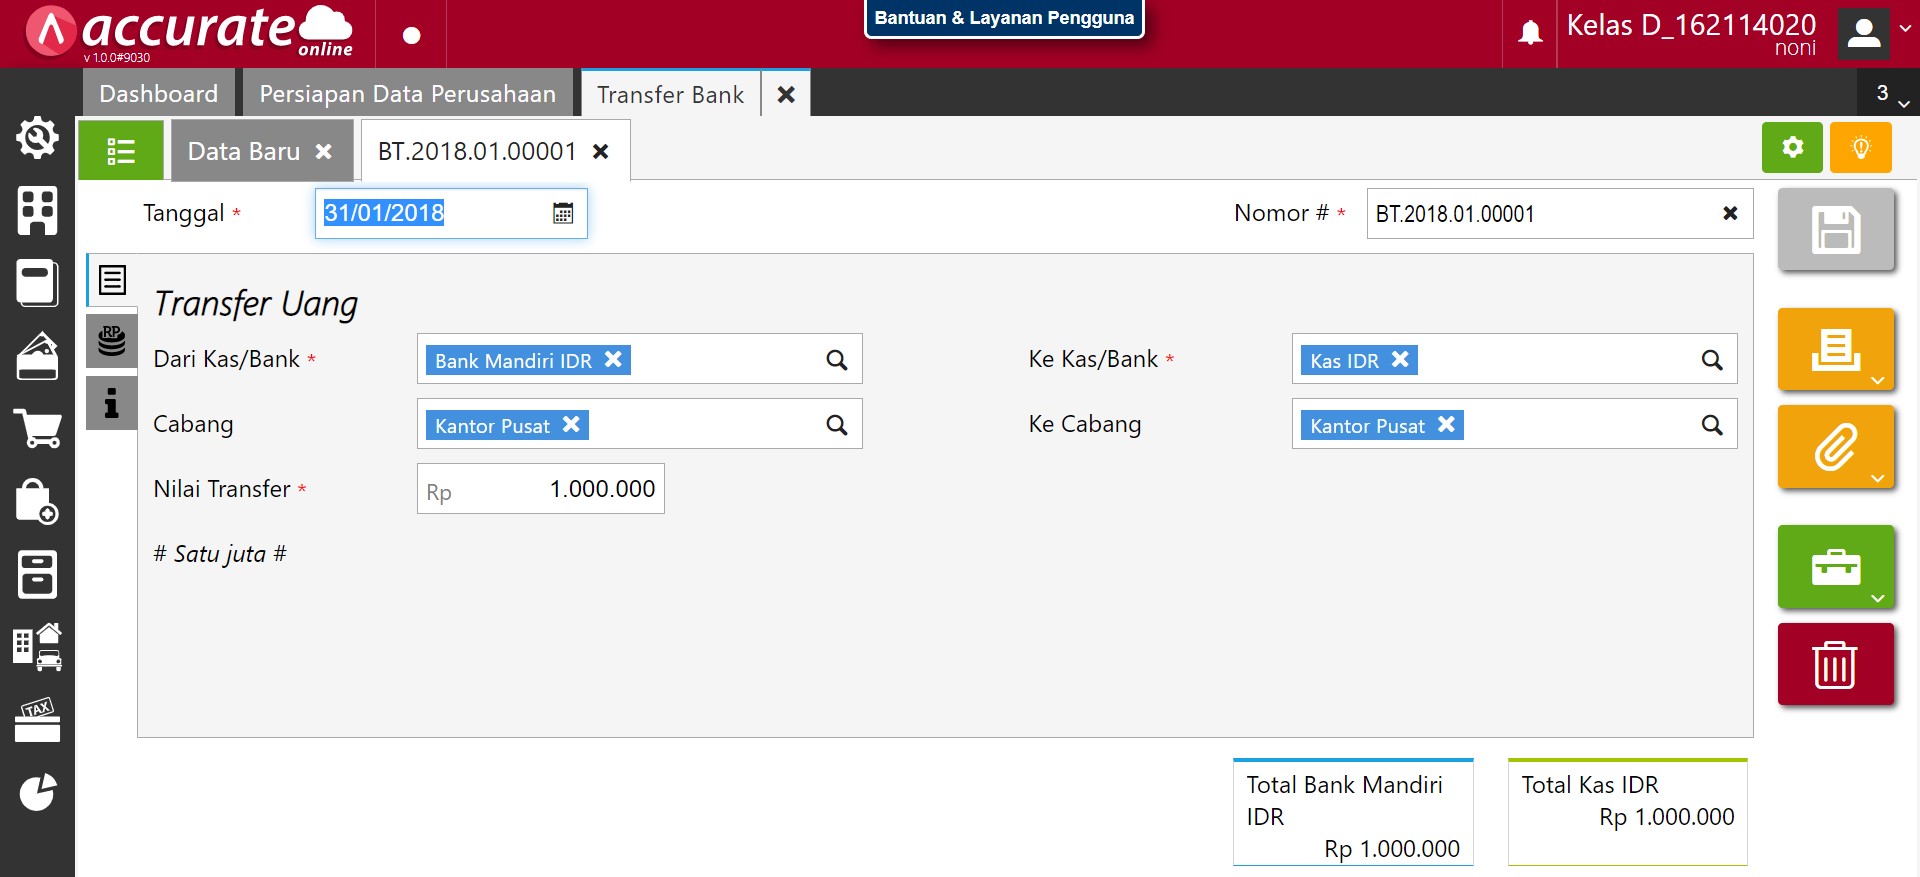 accurate online
v 1.0.0#9030
Bantuan & Layanan Pengguna
Kelas D_162114020
noni
Dashboard
Persiapan Data Perusahaan
Transfer Bank
3
Data Baru
BT.2018.01.00001
Tanggal *
31/01/2018
Nomor # *
BT.2018.01.00001
Transfer Uang
RP
Dari Kas/Bank *
Bank Mandiri IDR
Ke Kas/Bank *
Kas IDR
Cabang
Kantor Pusat
Ke Cabang
Kantor Pusat
Nilai Transfer *
Rp 1.000.000
# Satu juta #
TAX
Total Bank Mandiri
IDR
Rp 1.000.000
Total Kas IDR
Rp 1.000.000